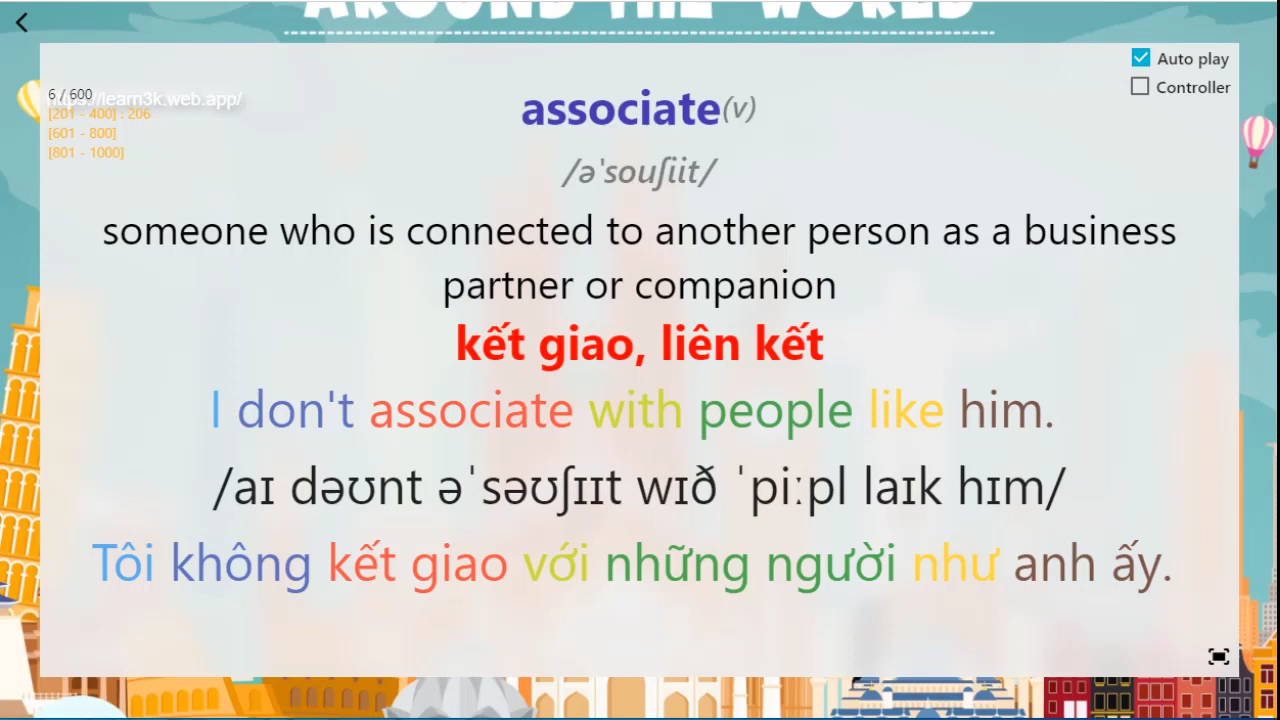 AROUND THE WORLD
Auto play
Controller
6 / 600
https://learn3k.web.app/
[201 - 400] : 206
[601 - 800]
[801 - 1000]
associate(v)
/ə'souʃiit/
someone who is connected to another person as a business
partner or companion
kết giao, liên kết
I don't associate with people like him.
/aɪ dəʊnt əˈsəʊʃɪɪt wɪð ˈpiːpl laɪk hɪm/
Tôi không kết giao với những người như anh ấy.